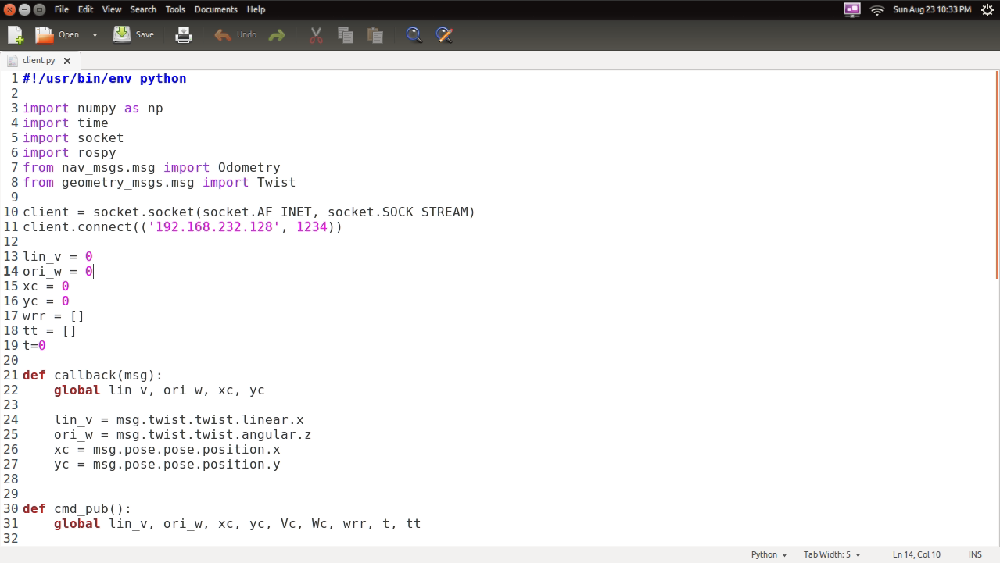 File Edit View Search Tools Documents Help Sun Aug 23 10:33 PM
Open Save Undo
client.py
1 #!/usr/bin/env python
2
3 import numpy as np
4 import time
5 import socket
6 import rospy
7 from nav_msgs.msg import Odometry
8 from geometry_msgs.msg import Twist
9
10 client = socket.socket(socket.AF_INET, socket.SOCK_STREAM)
11 client.connect(('192.168.232.128', 1234))
12
13 lin_v = 0
14 ori_w = 0
15 xc = 0
16 yc = 0
17 wrr = []
18 tt = []
19 t=0
20
21 def callback(msg):
22     global lin_v, ori_w, xc, yc
23
24     lin_v = msg.twist.twist.linear.x
25     ori_w = msg.twist.twist.angular.z
26     xc = msg.pose.pose.position.x
27     yc = msg.pose.pose.position.y
28
29
30 def cmd_pub():
31     global lin_v, ori_w, xc, yc, Vc, Wc, wrr, t, tt
32
Python Tab Width: 5 Ln 14, Col 10 INS